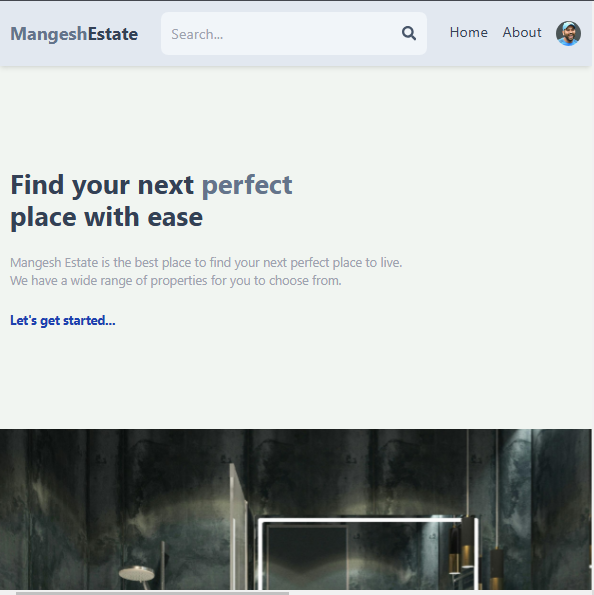 MangeshEstate Search... Home About
Find your next perfect
place with ease
Mangesh Estate is the best place to find your next perfect place to live.
We have a wide range of properties for you to choose from.
Let's get started...